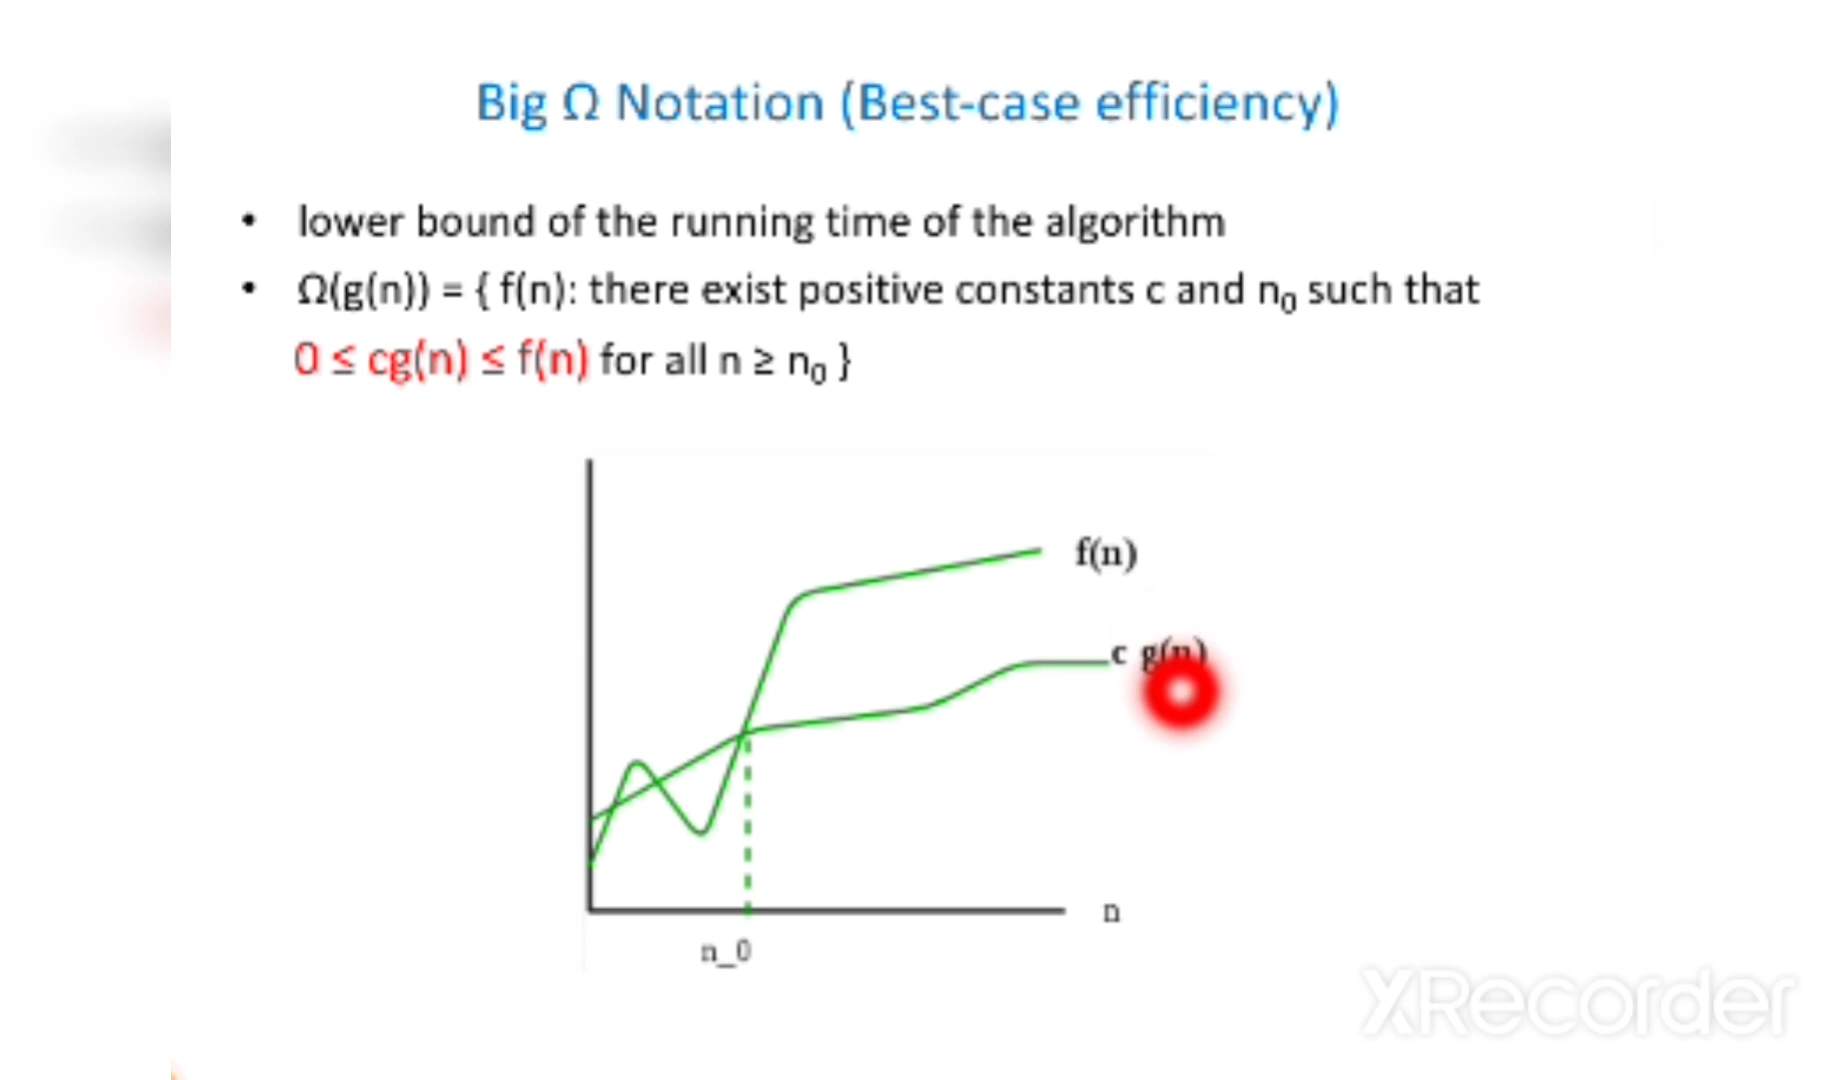 Big Ω Notation (Best-case efficiency)
• lower bound of the running time of the algorithm
• Ω(g(n)) = { f(n): there exist positive constants c and n₀ such that
0 ≤ cg(n) ≤ f(n) for all n ≥ n₀ }
f(n)
c g(n)
n
n_0
XRecorder